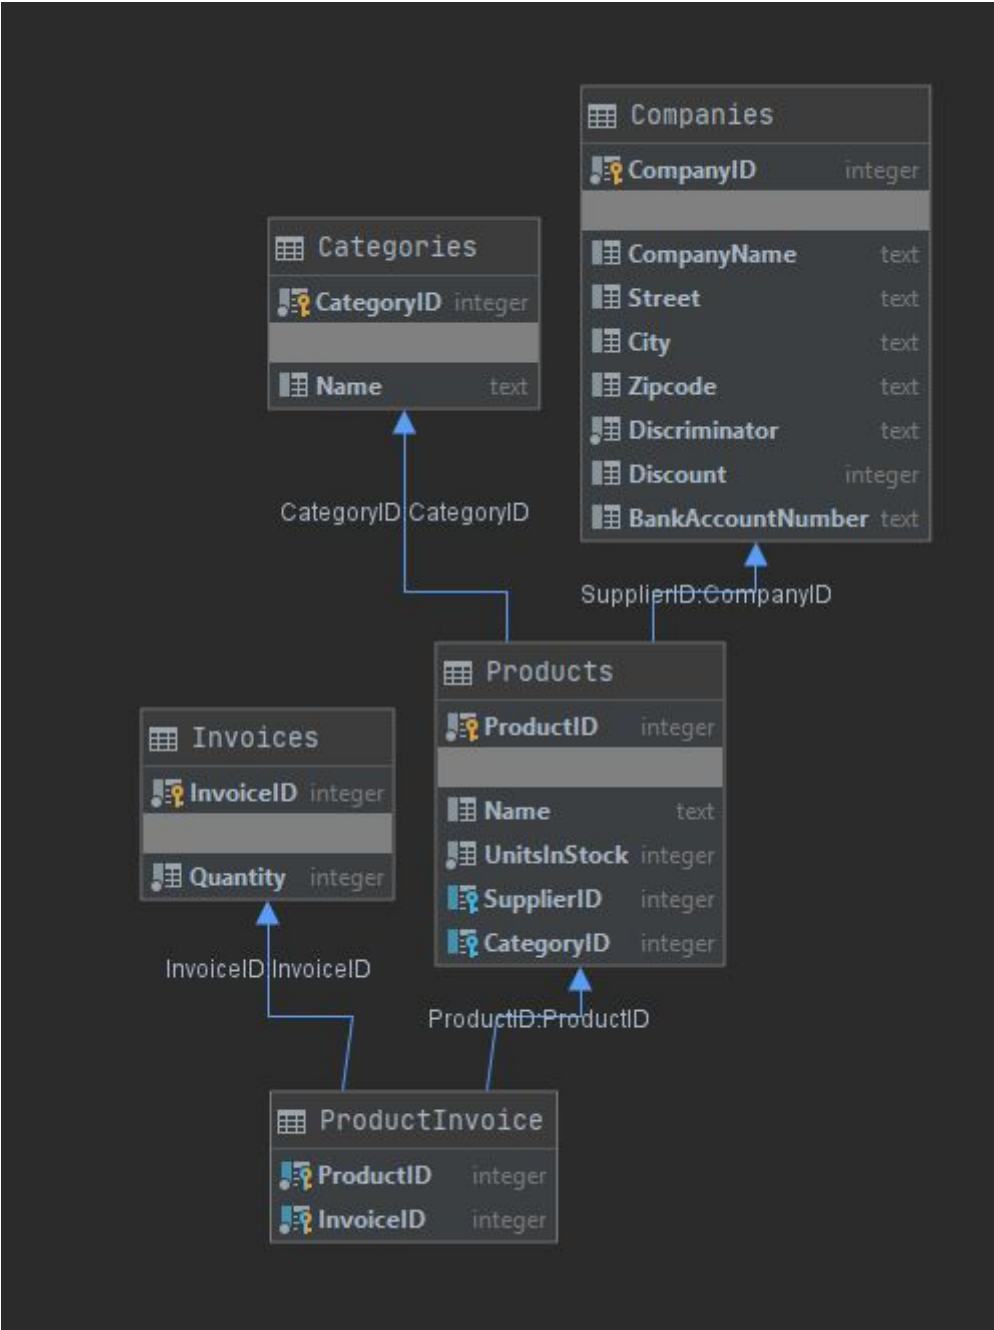 Companies
CompanyID integer
CompanyName text
Street text
City text
Zipcode text
Discriminator text
Discount integer
BankAccountNumber text
Categories
CategoryID integer
Name text
CategoryID:CategoryID
SupplierID:CompanyID
Products
ProductID integer
Name text
UnitsInStock integer
SupplierID integer
CategoryID integer
Invoices
InvoiceID integer
Quantity integer
InvoiceID:InvoiceID
ProductID:ProductID
ProductInvoice
ProductID integer
InvoiceID integer